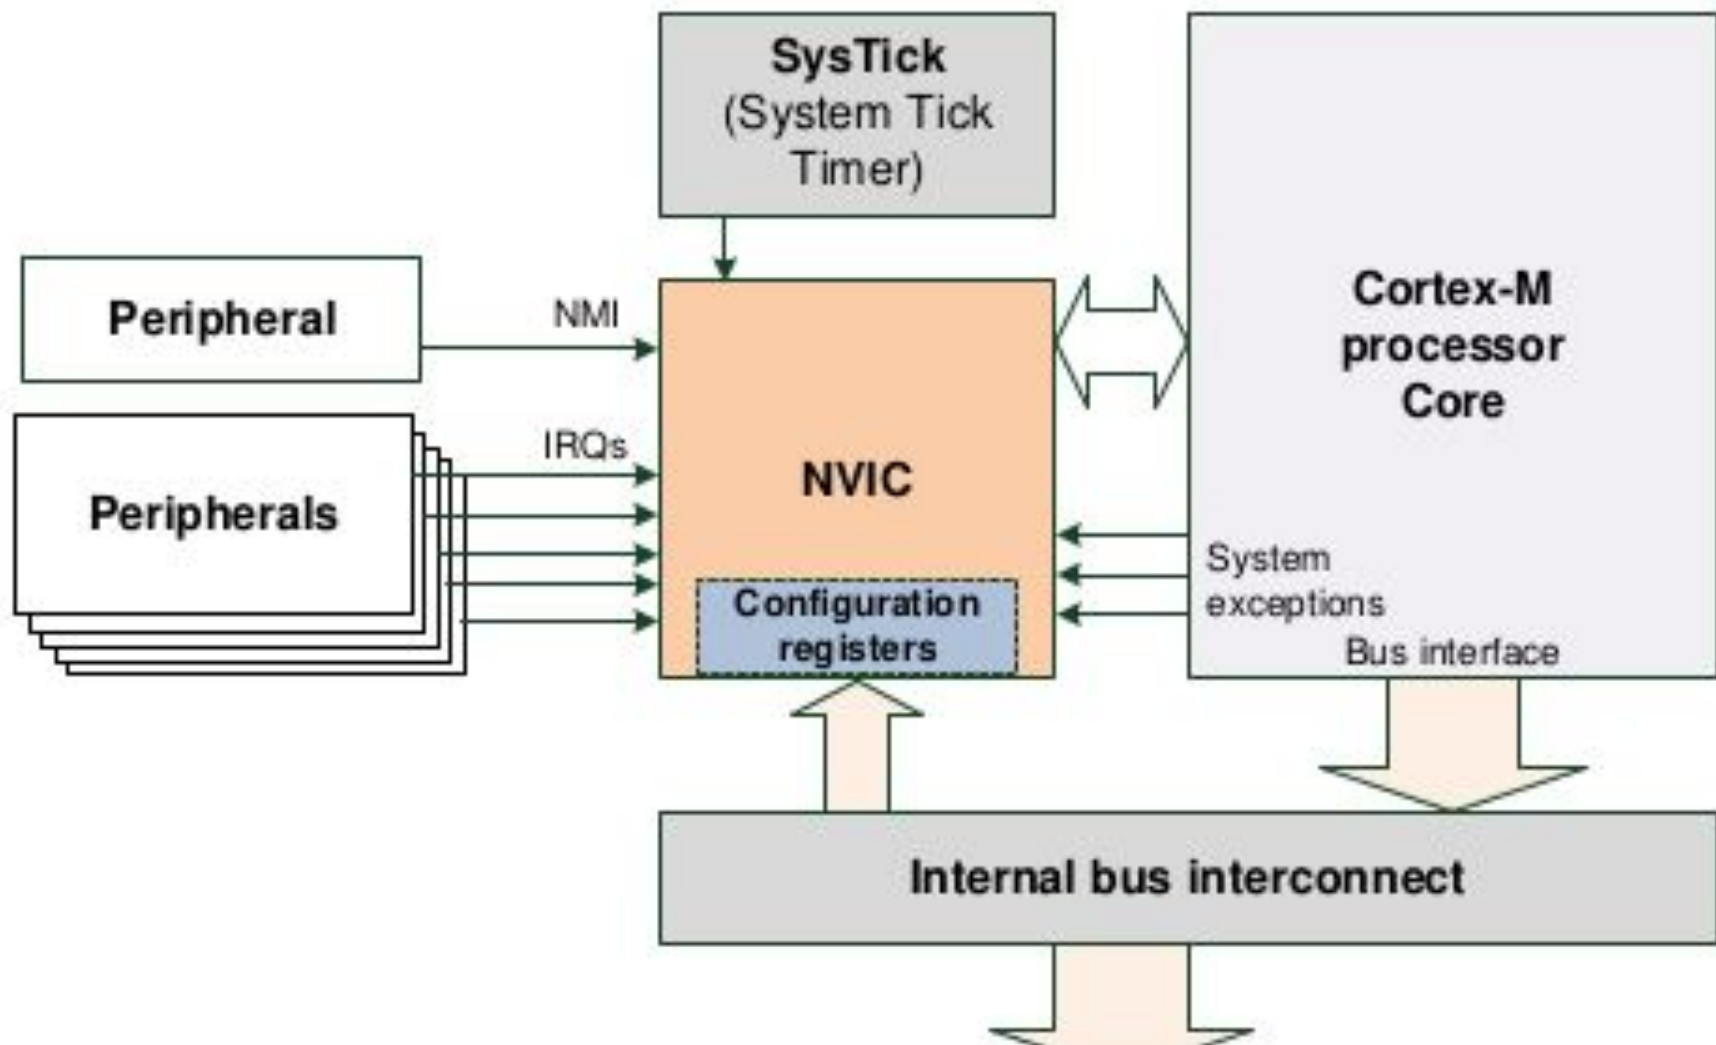 SysTick
(System Tick
Timer)
Peripheral
NMI
Cortex-M
processor
Core
IRQs
Peripherals
NVIC
System
exceptions
Configuration
registers
Bus interface
Internal bus interconnect